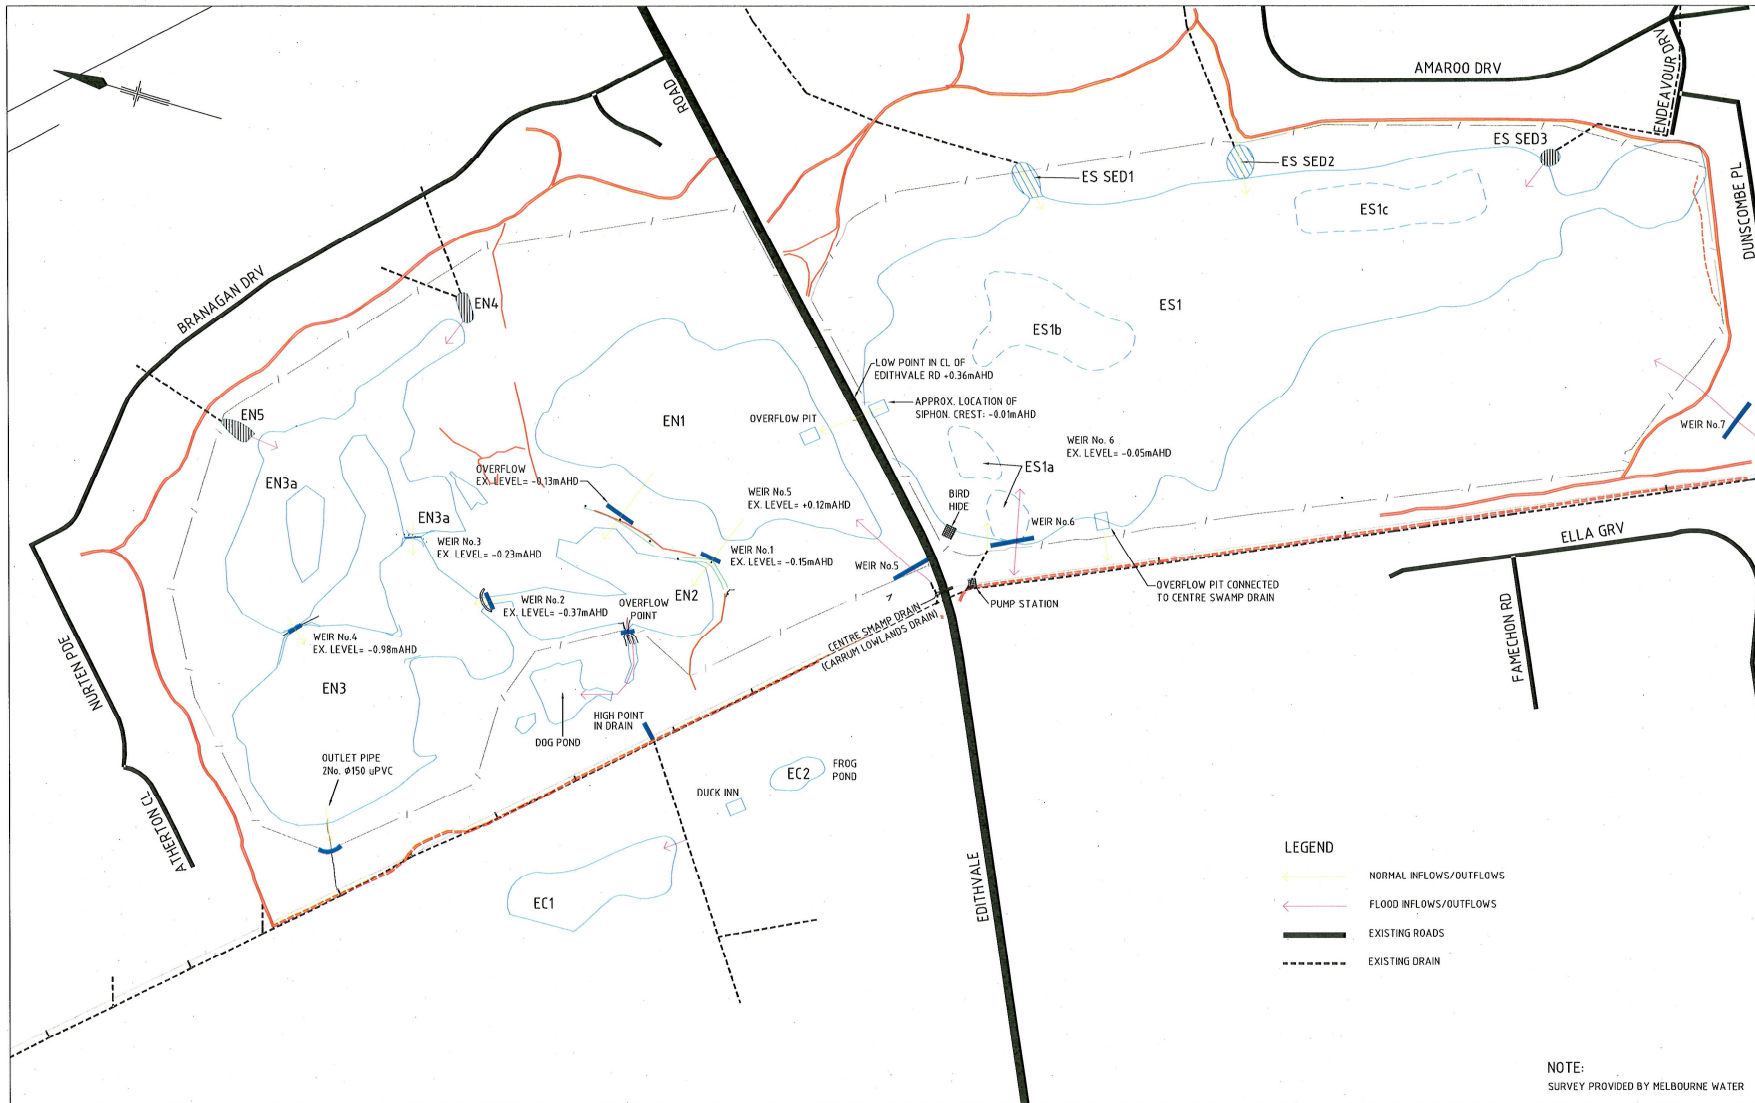 ROAD
AMAROO DRV
ENDEAVOUR DRV
DUNSCOMBE PL
ES SED1
ES SED2
ES SED3
ES1c
BRANAGAN DRV
EN4
ES1b
ES1
LOW POINT IN CL OF
EDITHVALE RD +0.36mAHD
APPROX. LOCATION OF
SIPHON. CREST: -0.01mAHD
EN5
EN1
OVERFLOW PIT
WEIR No. 6
EX. LEVEL= -0.05mAHD
WEIR No.7
ES1a
OVERFLOW
EX. LEVEL= -0.13mAHD
EN3a
EN3a
WEIR No.5
EX. LEVEL= +0.12mAHD
BIRD
HIDE
WEIR No.6
WEIR No.3
EX. LEVEL= -0.23mAHD
WEIR No.1
EX. LEVEL= -0.15mAHD
WEIR No.5
ELLA GRV
OVERFLOW PIT CONNECTED
TO CENTRE SWAMP DRAIN
PUMP STATION
WEIR No.2
EX. LEVEL= -0.37mAHD
OVERFLOW
POINT
EN2
WEIR No.4
EX. LEVEL= -0.98mAHD
CENTRE SMAMP DRAIN
(CARRUM LOWLANDS DRAIN)
FAMECHON RD
NURTEN PDE
EN3
HIGH POINT
IN DRAIN
DOG POND
OUTLET PIPE
2No. Ø150 uPVC
EC2
FROG
POND
DUCK INN
ATHERTON CL
EC1
EDITHVALE
LEGEND
NORMAL INFLOWS/OUTFLOWS
FLOOD INFLOWS/OUTFLOWS
EXISTING ROADS
EXISTING DRAIN
NOTE:
SURVEY PROVIDED BY MELBOURNE WATER